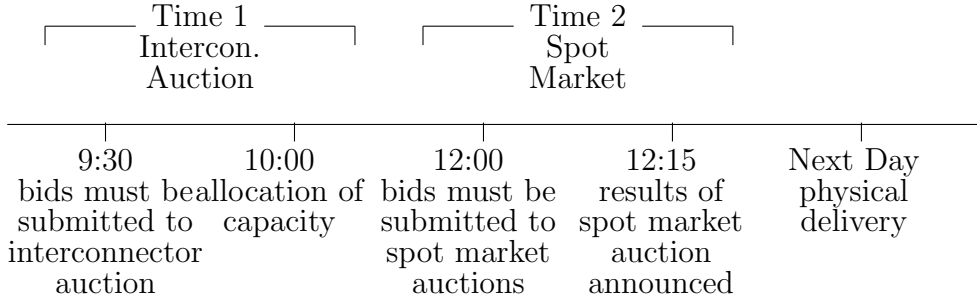 Time 1
Intercon.
Auction
Time 2
Spot
Market
9:30
bids must be
submitted to
interconnector
auction
10:00
allocation of
capacity
12:00
bids must be
submitted to
spot market
auctions
12:15
results of
spot market
auction
announced
Next Day
physical
delivery